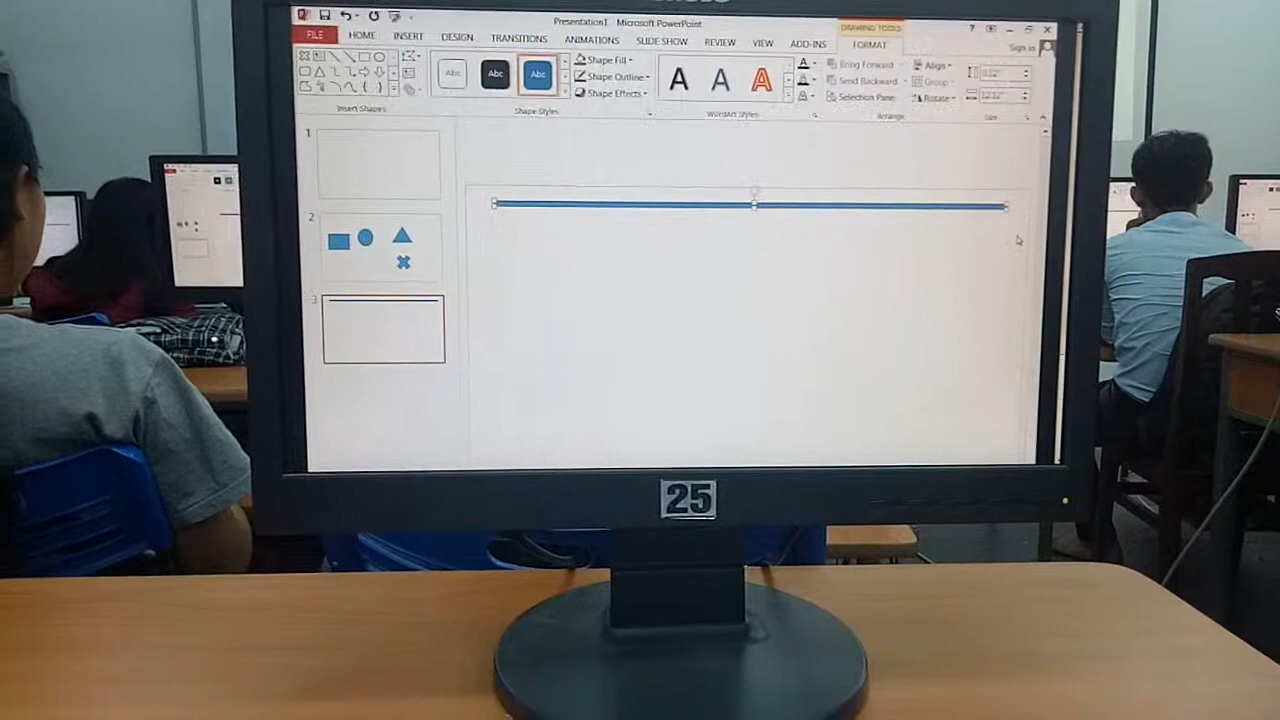 Presentation1 - Microsoft PowerPoint
FILE HOME INSERT DESIGN TRANSITIONS ANIMATIONS SLIDE SHOW REVIEW VIEW ADD-INS
DRAWING TOOLS
FORMAT
Sign in
Abc Abc Abc
Shape Fill
Shape Outline
Shape Effects
A A A
Bring Forward
Send Backward
Selection Pane
Align
Group
Rotate
Insert Shapes
Shape Styles
WordArt Styles
Arrange
Size
1
2
3
25